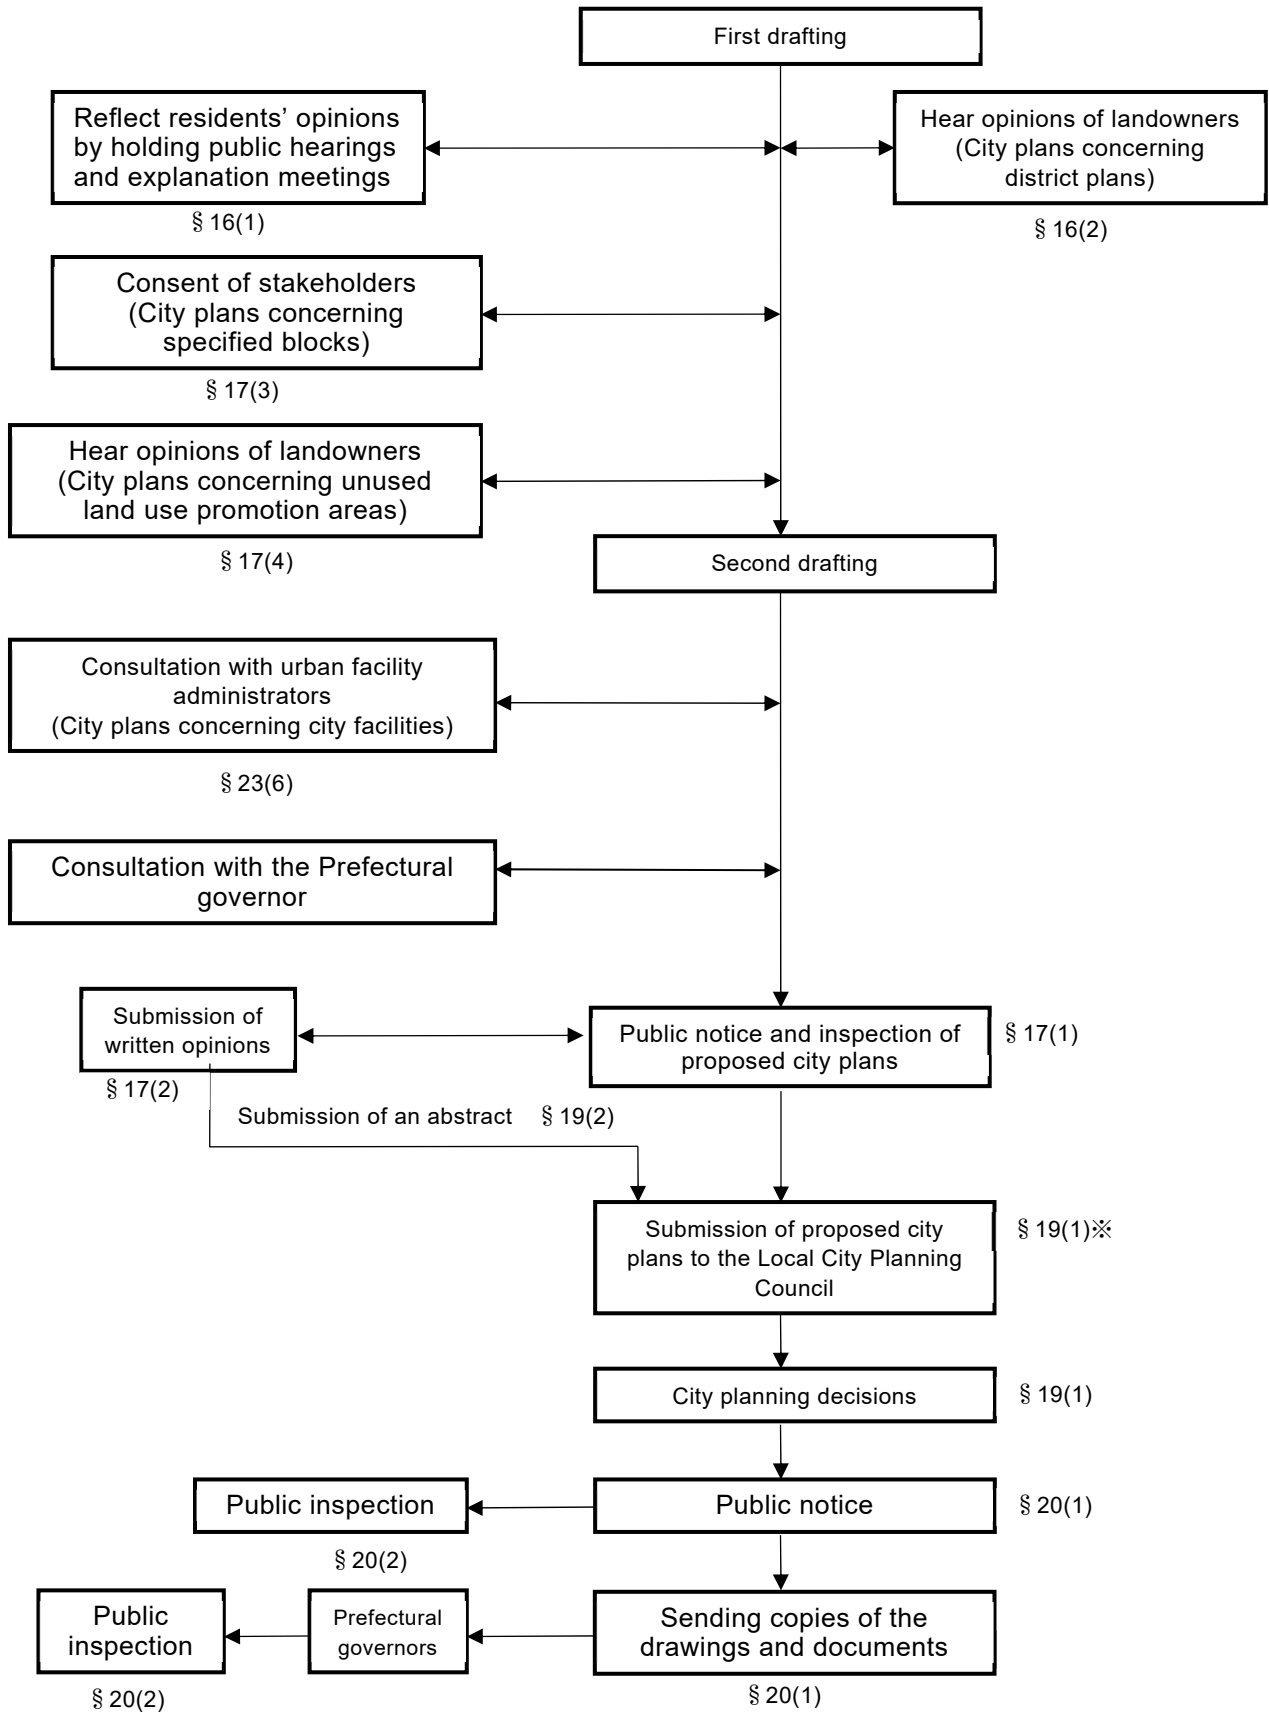 First drafting
Reflect residents’ opinions
by holding public hearings
and explanation meetings
§ 16(1)
Hear opinions of landowners
(City plans concerning
district plans)
§ 16(2)
Consent of stakeholders
(City plans concerning
specified blocks)
§ 17(3)
Hear opinions of landowners
(City plans concerning unused
land use promotion areas)
§ 17(4)
Second drafting
Consultation with urban facility
administrators
(City plans concerning city facilities)
§ 23(6)
Consultation with the Prefectural
governor
Submission of
written opinions
§ 17(2)
Public notice and inspection of
proposed city plans
§ 17(1)
Submission of an abstract § 19(2)
Submission of proposed city
plans to the Local City Planning
Council
§ 19(1)※
City planning decisions
§ 19(1)
Public inspection
§ 20(2)
Public notice
§ 20(1)
Public
inspection
§ 20(2)
Prefectural
governors
Sending copies of the
drawings and documents
§ 20(1)